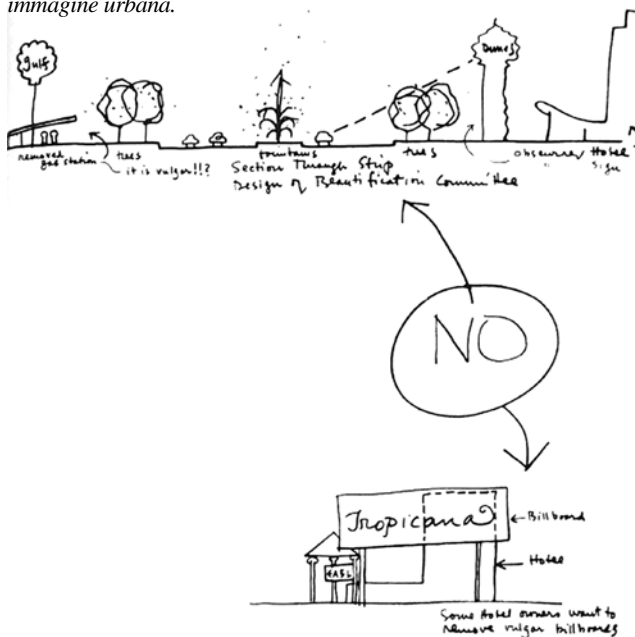 immagine urbana.
Gulf
Dunes
removed
gas station
trees
it is vulgar!!?
fountains
trees
obscures Hotel
" " Sign
Section Through Strip
Design of Beautification Committee
NO
Tropicana
Billboard
Hotel
Some Hotel owners want to
remove vulgar billboards